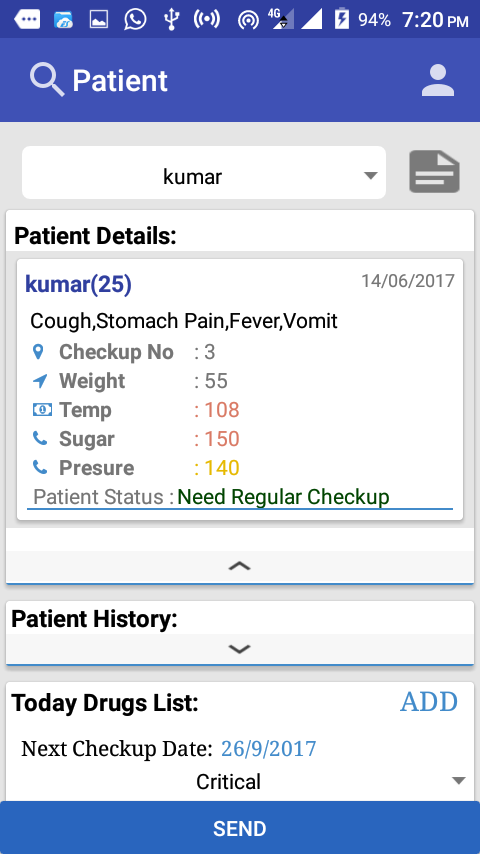 4G 94% 7:20 PM
Patient
kumar
Patient Details:
kumar(25) 14/06/2017
Cough,Stomach Pain,Fever,Vomit
Checkup No : 3
Weight : 55
Temp : 108
Sugar : 150
Presure : 140
Patient Status : Need Regular Checkup
Patient History:
Today Drugs List: ADD
Next Checkup Date: 26/9/2017
Critical
SEND